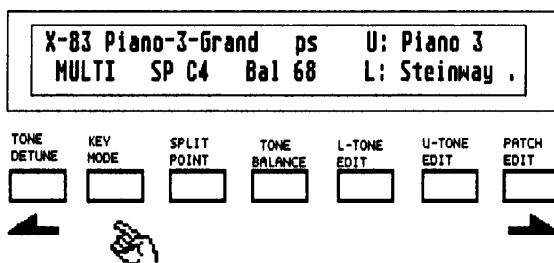 X-83 Piano-3-Grand ps U: Piano 3
MULTI SP C4 Bal 68 L: Steinway .
TONE DETUNE
KEY MODE
SPLIT POINT
TONE BALANCE
L-TONE EDIT
U-TONE EDIT
PATCH EDIT